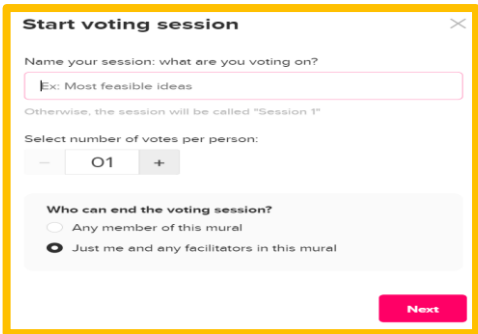 Start voting session
Name your session: what are you voting on?
Ex: Most feasible ideas
Otherwise, the session will be called "Session 1"
Select number of votes per person:
− 01 +
Who can end the voting session?
Any member of this mural
Just me and any facilitators in this mural
Next